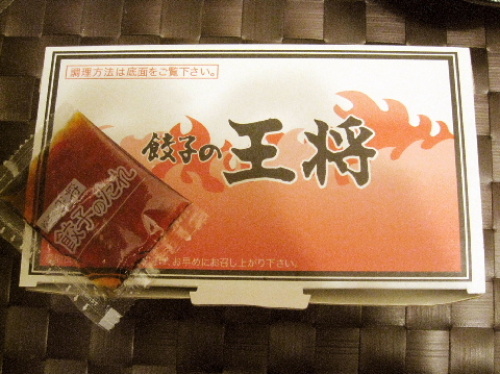 調理方法は底面をご覧下さい。
餃子の王将
餃子のたれ
お早めにお召し上がり下さい。